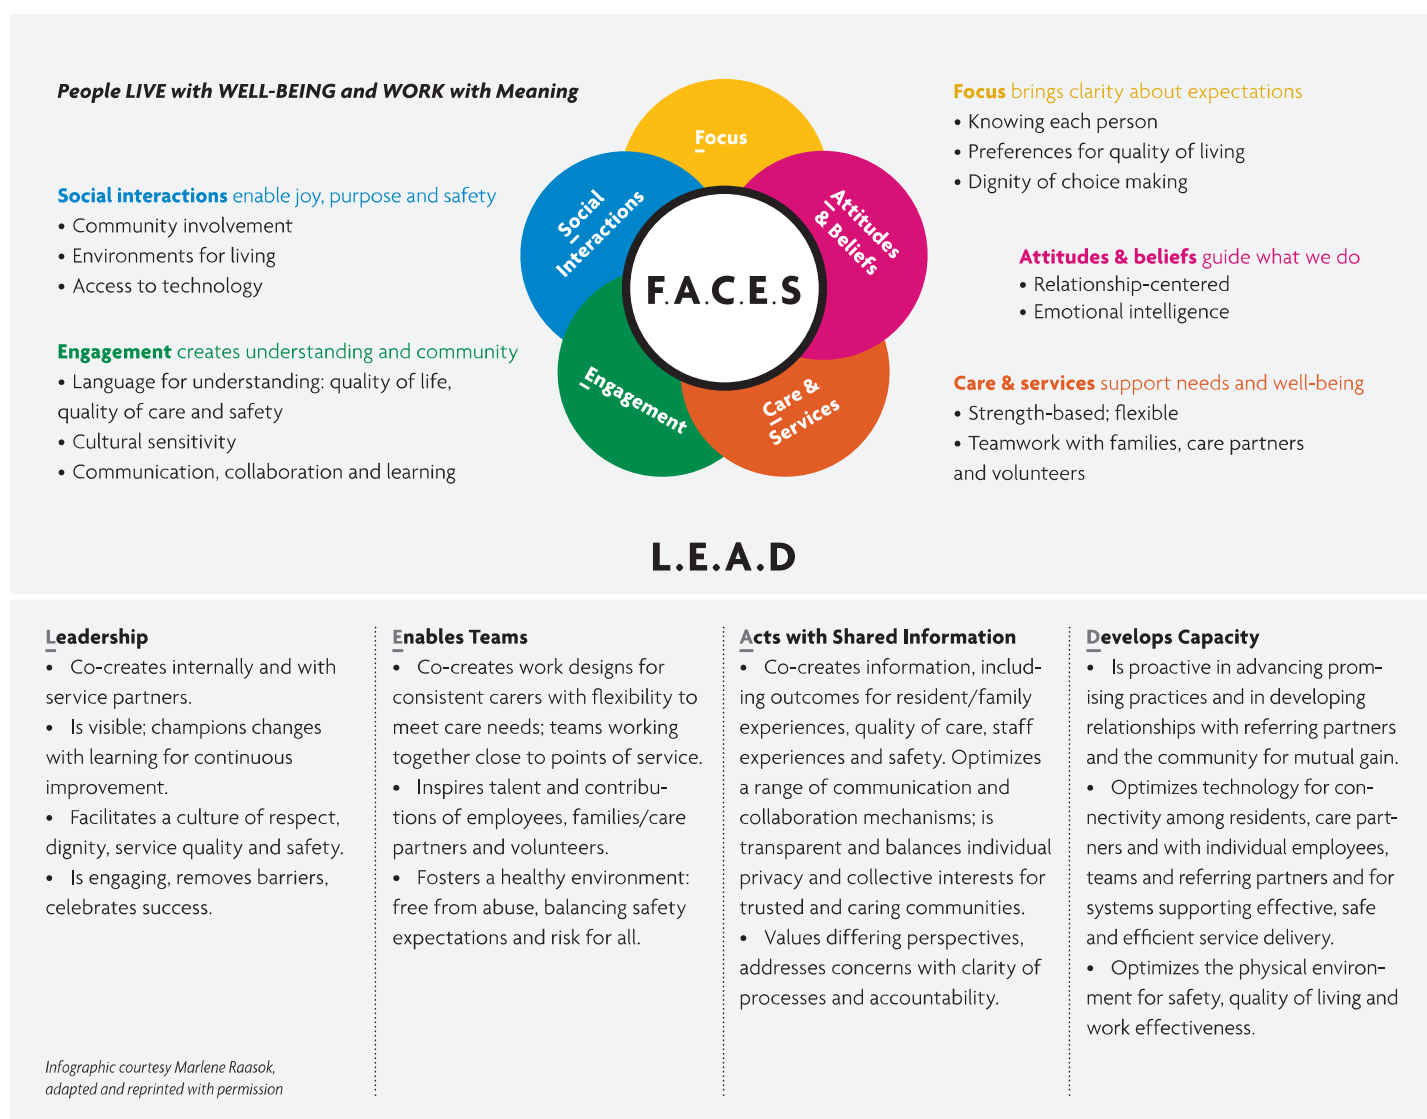 People LIVE with WELL-BEING and WORK with Meaning
Social interactions enable joy, purpose and safety
• Community involvement
• Environments for living
• Access to technology
Engagement creates understanding and community
• Language for understanding: quality of life,
quality of care and safety
• Cultural sensitivity
• Communication, collaboration and learning
Focus
Attitudes
& Beliefs
Care &
Services
Engagement
Social
Interactions
F.A.C.E.S
Focus brings clarity about expectations
• Knowing each person
• Preferences for quality of living
• Dignity of choice making
Attitudes & beliefs guide what we do
• Relationship-centered
• Emotional intelligence
Care & services support needs and well-being
• Strength-based; flexible
• Teamwork with families, care partners
and volunteers
L.E.A.D
Leadership
• Co-creates internally and with
service partners.
• Is visible; champions changes
with learning for continuous
improvement.
• Facilitates a culture of respect,
dignity, service quality and safety.
• Is engaging, removes barriers,
celebrates success.
Infographic courtesy Marlene Raasok,
adapted and reprinted with permission
Enables Teams
• Co-creates work designs for
consistent carers with flexibility to
meet care needs; teams working
together close to points of service.
• Inspires talent and contribu-
tions of employees, families/care
partners and volunteers.
• Fosters a healthy environment:
free from abuse, balancing safety
expectations and risk for all.
Acts with Shared Information
• Co-creates information, includ-
ing outcomes for resident/family
experiences, quality of care, staff
experiences and safety. Optimizes
a range of communication and
collaboration mechanisms; is
transparent and balances individual
privacy and collective interests for
trusted and caring communities.
• Values differing perspectives,
addresses concerns with clarity of
processes and accountability.
Develops Capacity
• Is proactive in advancing prom-
ising practices and in developing
relationships with referring partners
and the community for mutual gain.
• Optimizes technology for con-
nectivity among residents, care part-
ners and with individual employees,
teams and referring partners and for
systems supporting effective, safe
and efficient service delivery.
• Optimizes the physical environ-
ment for safety, quality of living and
work effectiveness.